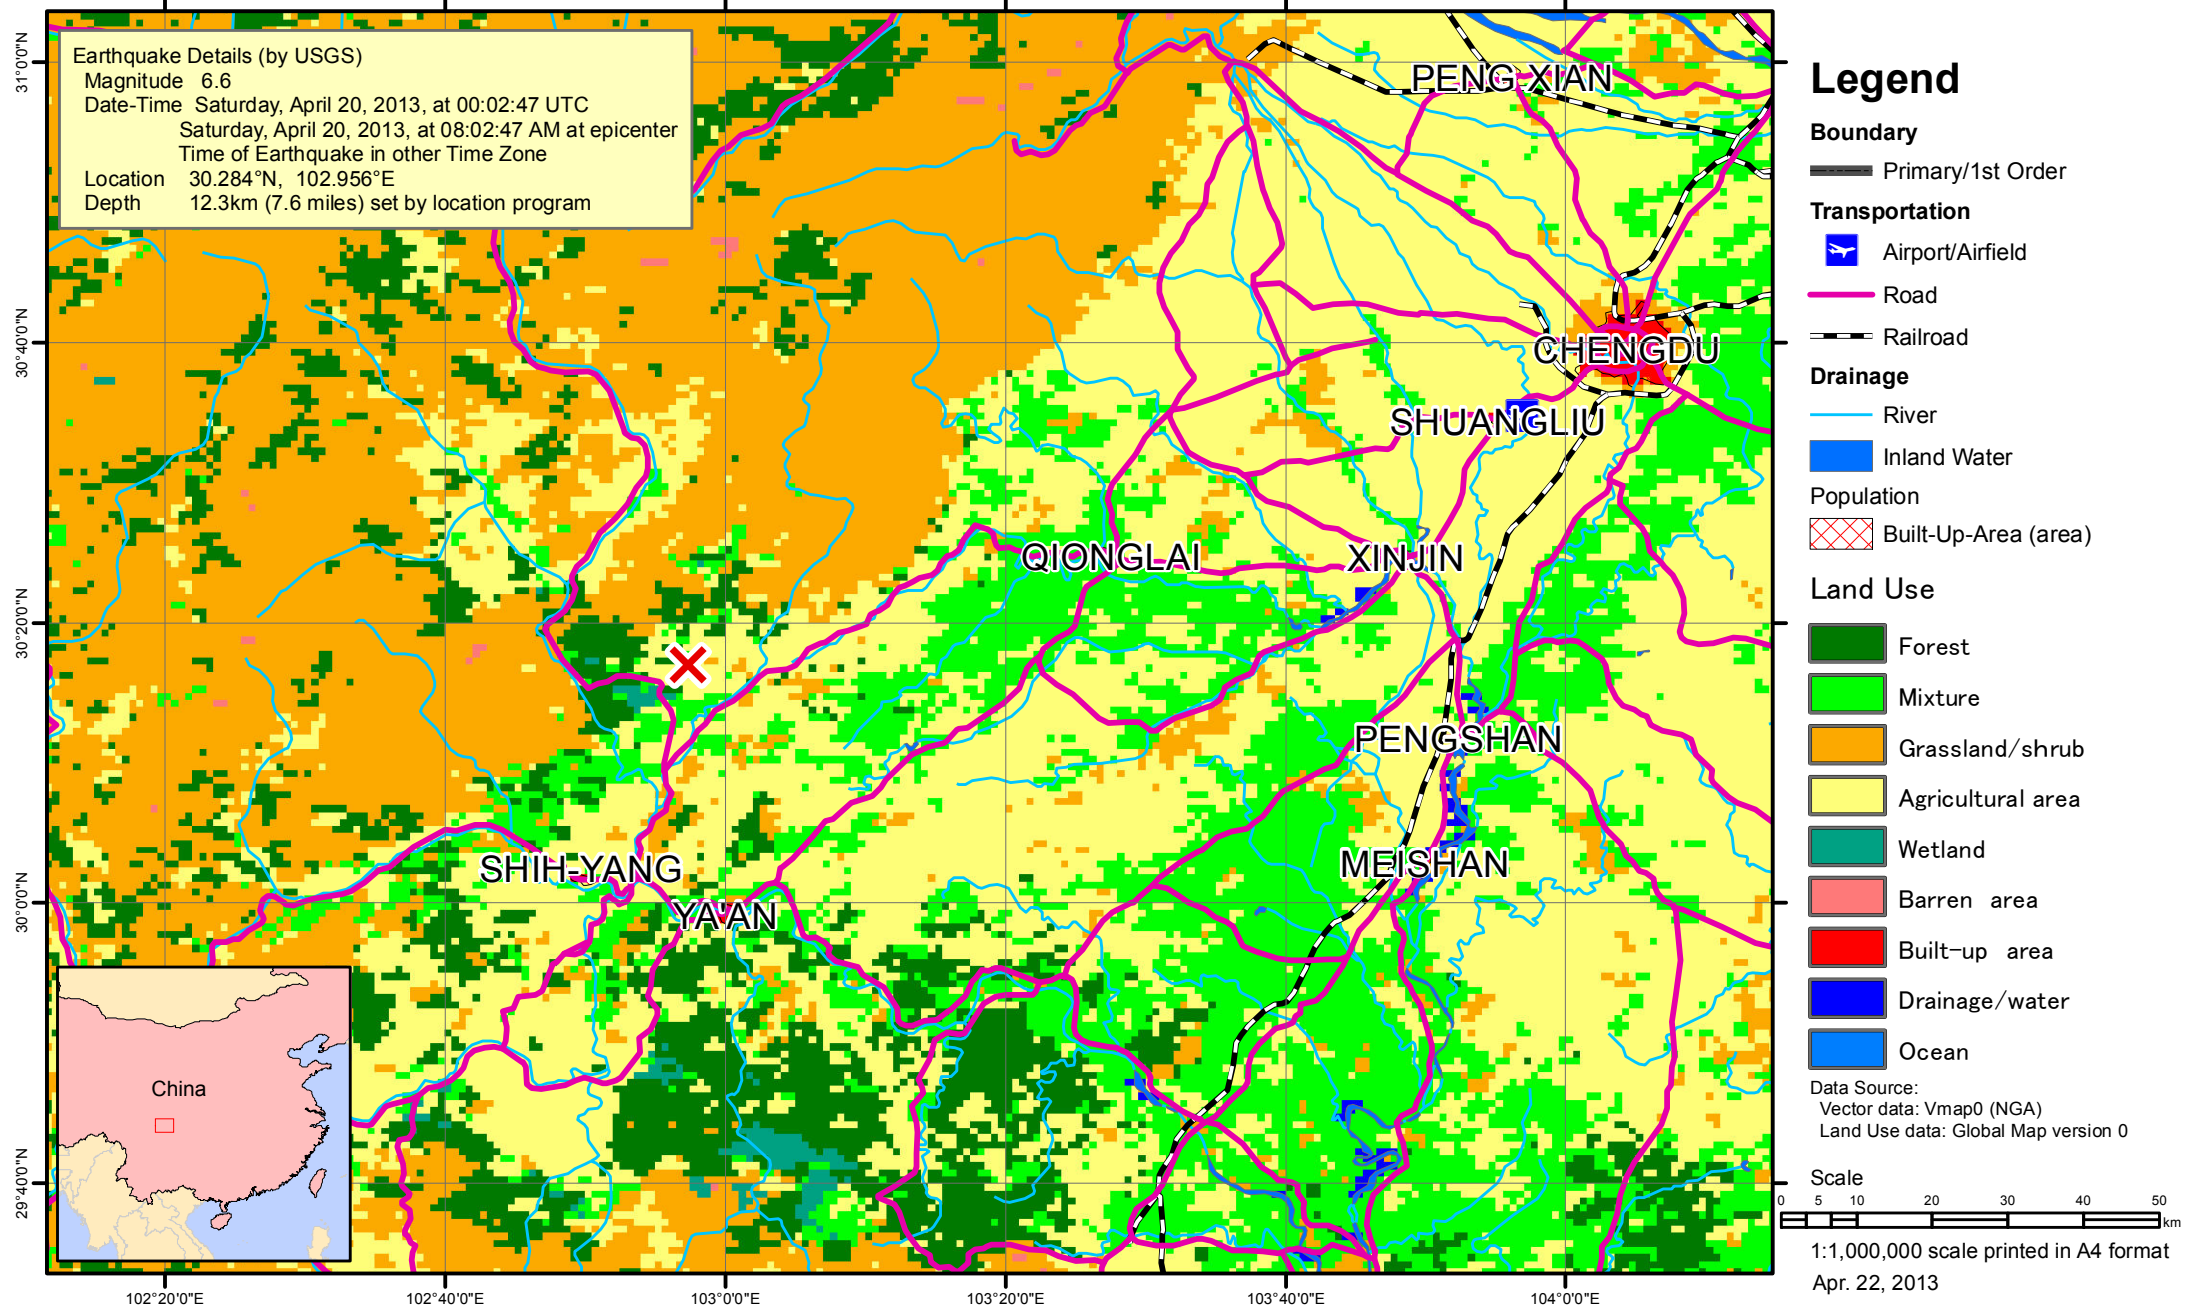 Earthquake Details (by USGS)
Magnitude 6.6
Date-Time Saturday, April 20, 2013, at 00:02:47 UTC
Saturday, April 20, 2013, at 08:02:47 AM at epicenter
Time of Earthquake in other Time Zone
Location 30.284°N, 102.956°E
Depth 12.3km (7.6 miles) set by location program
31°0'0"N
30°40'0"N
30°20'0"N
30°0'0"N
29°40'0"N
PENG XIAN
CHENGDU
SHUANGLIU
QIONGLAI
XINJIN
PENGSHAN
MEISHAN
SHIH-YANG
YA'AN
China
102°20'0"E
102°40'0"E
103°0'0"E
103°20'0"E
103°40'0"E
104°0'0"E
Legend
Boundary
Primary/1st Order
Transportation
Airport/Airfield
Road
Railroad
Drainage
River
Inland Water
Population
Built-Up-Area (area)
Land Use
Forest
Mixture
Grassland/shrub
Agricultural area
Wetland
Barren area
Built-up area
Drainage/water
Ocean
Data Source:
Vector data: Vmap0 (NGA)
Land Use data: Global Map version 0
Scale
0 5 10 20 30 40 50
km
1:1,000,000 scale printed in A4 format
Apr. 22, 2013